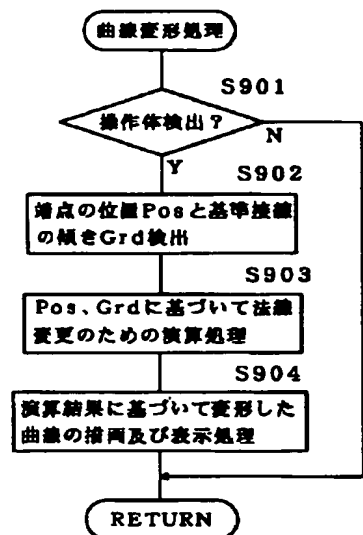 曲線変形処理
S901
操作体検出？
N
Y
S902
端点の位置Posと基準接線
の傾きGrd検出
S903
Pos、Grdに基づいて法線
変更のための演算処理
S904
演算結果に基づいて変形した
曲線の描画及び表示処理
RETURN